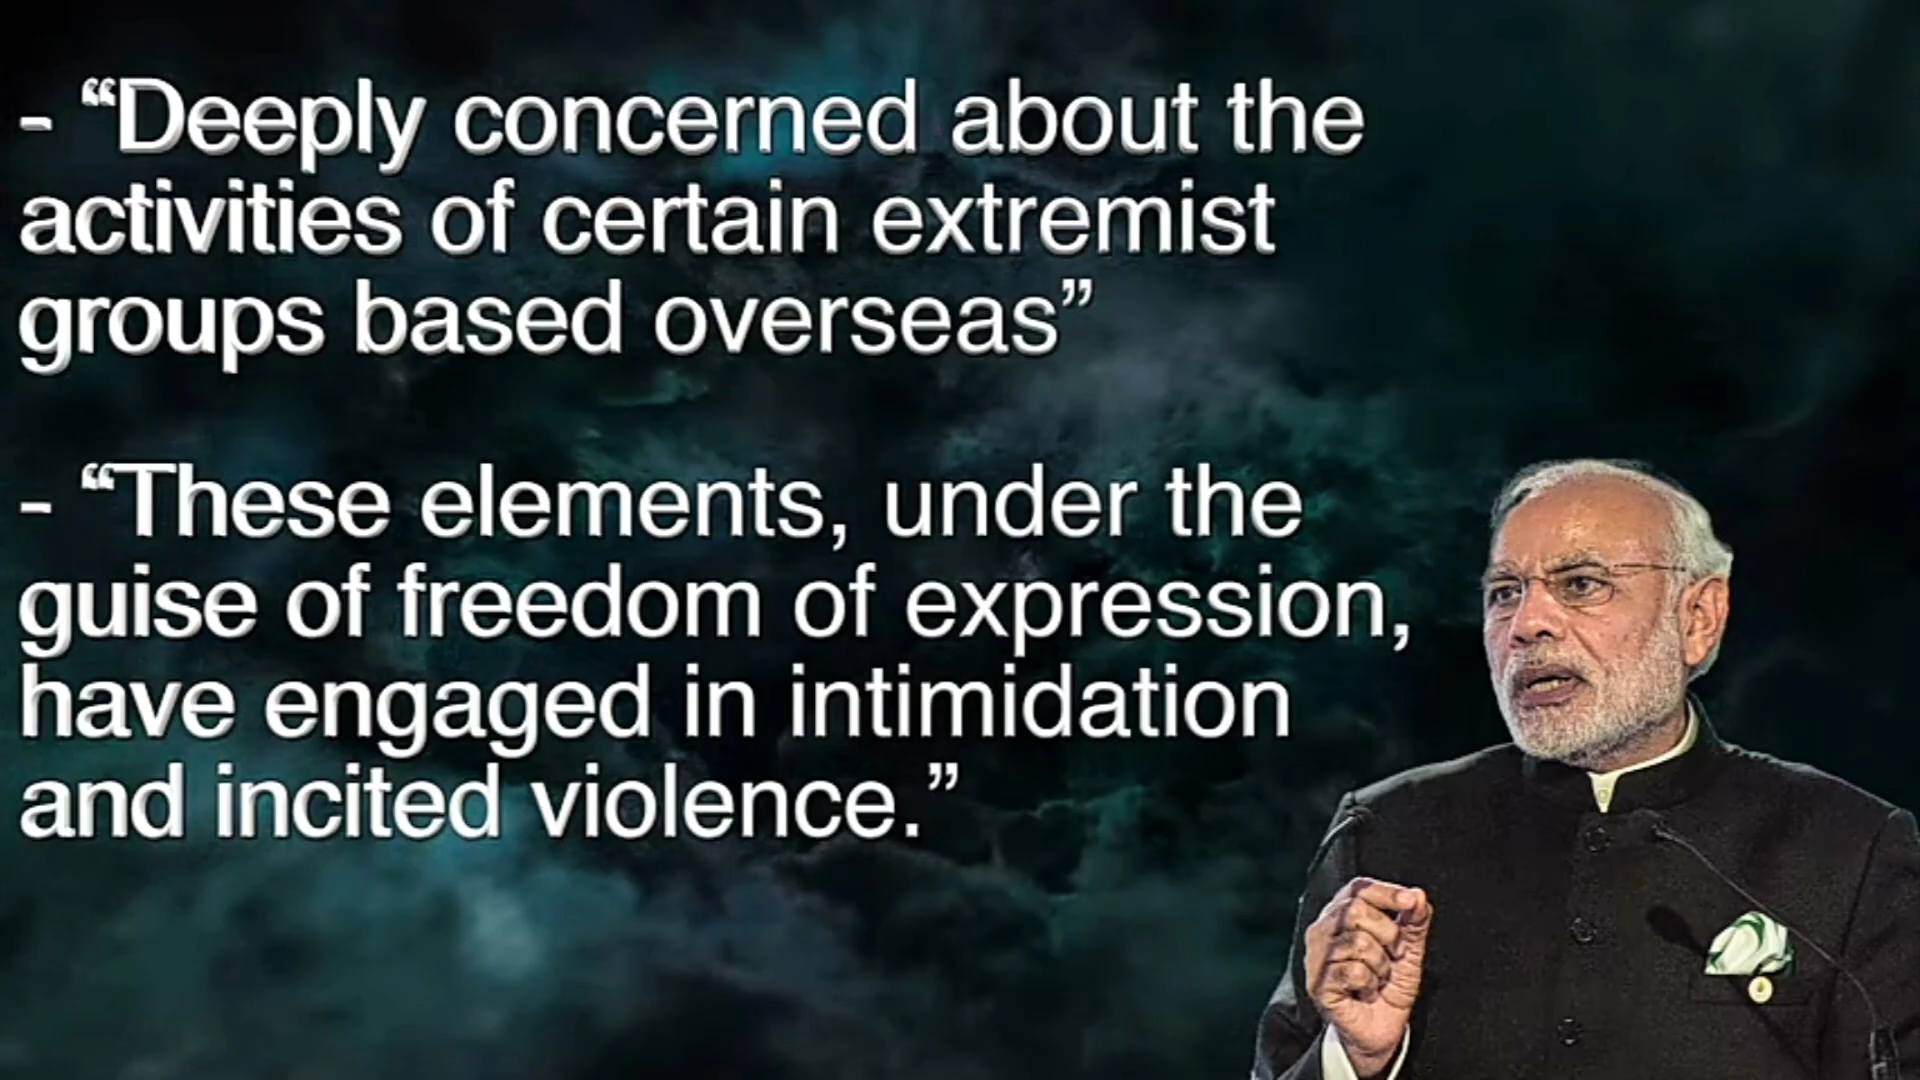 - “Deeply concerned about the
activities of certain extremist
groups based overseas”
- “These elements, under the
guise of freedom of expression,
have engaged in intimidation
and incited violence.”